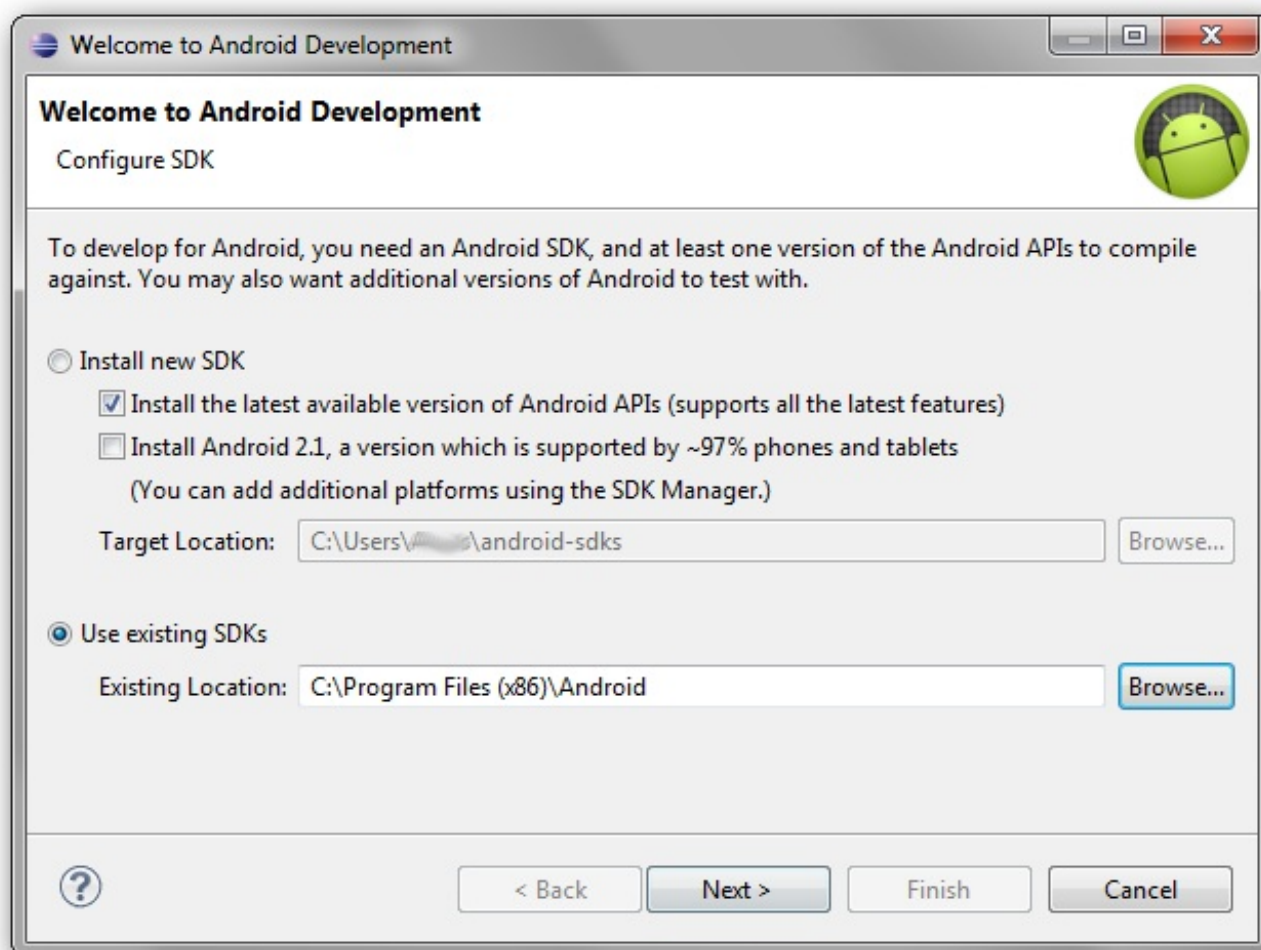 Welcome to Android Development
Welcome to Android Development
Configure SDK
To develop for Android, you need an Android SDK, and at least one version of the Android APIs to compile
against. You may also want additional versions of Android to test with.
Install new SDK
Install the latest available version of Android APIs (supports all the latest features)
Install Android 2.1, a version which is supported by ~97% phones and tablets
(You can add additional platforms using the SDK Manager.)
Target Location: C:\Users\ \android-sdks Browse...
Use existing SDKs
Existing Location: C:\Program Files (x86)\Android Browse...
? < Back Next > Finish Cancel